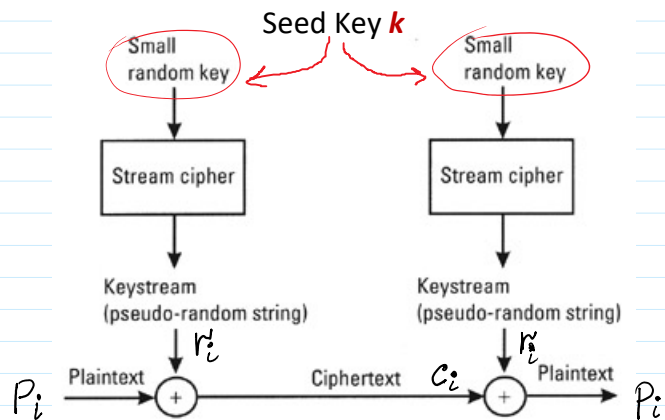 Seed Key k
Small
random key
Small
random key
Stream cipher
Stream cipher
Keystream
(pseudo-random string)
Keystream
(pseudo-random string)
ri
ri
Pi
Plaintext
+
Ciphertext
Ci
+
Plaintext
Pi